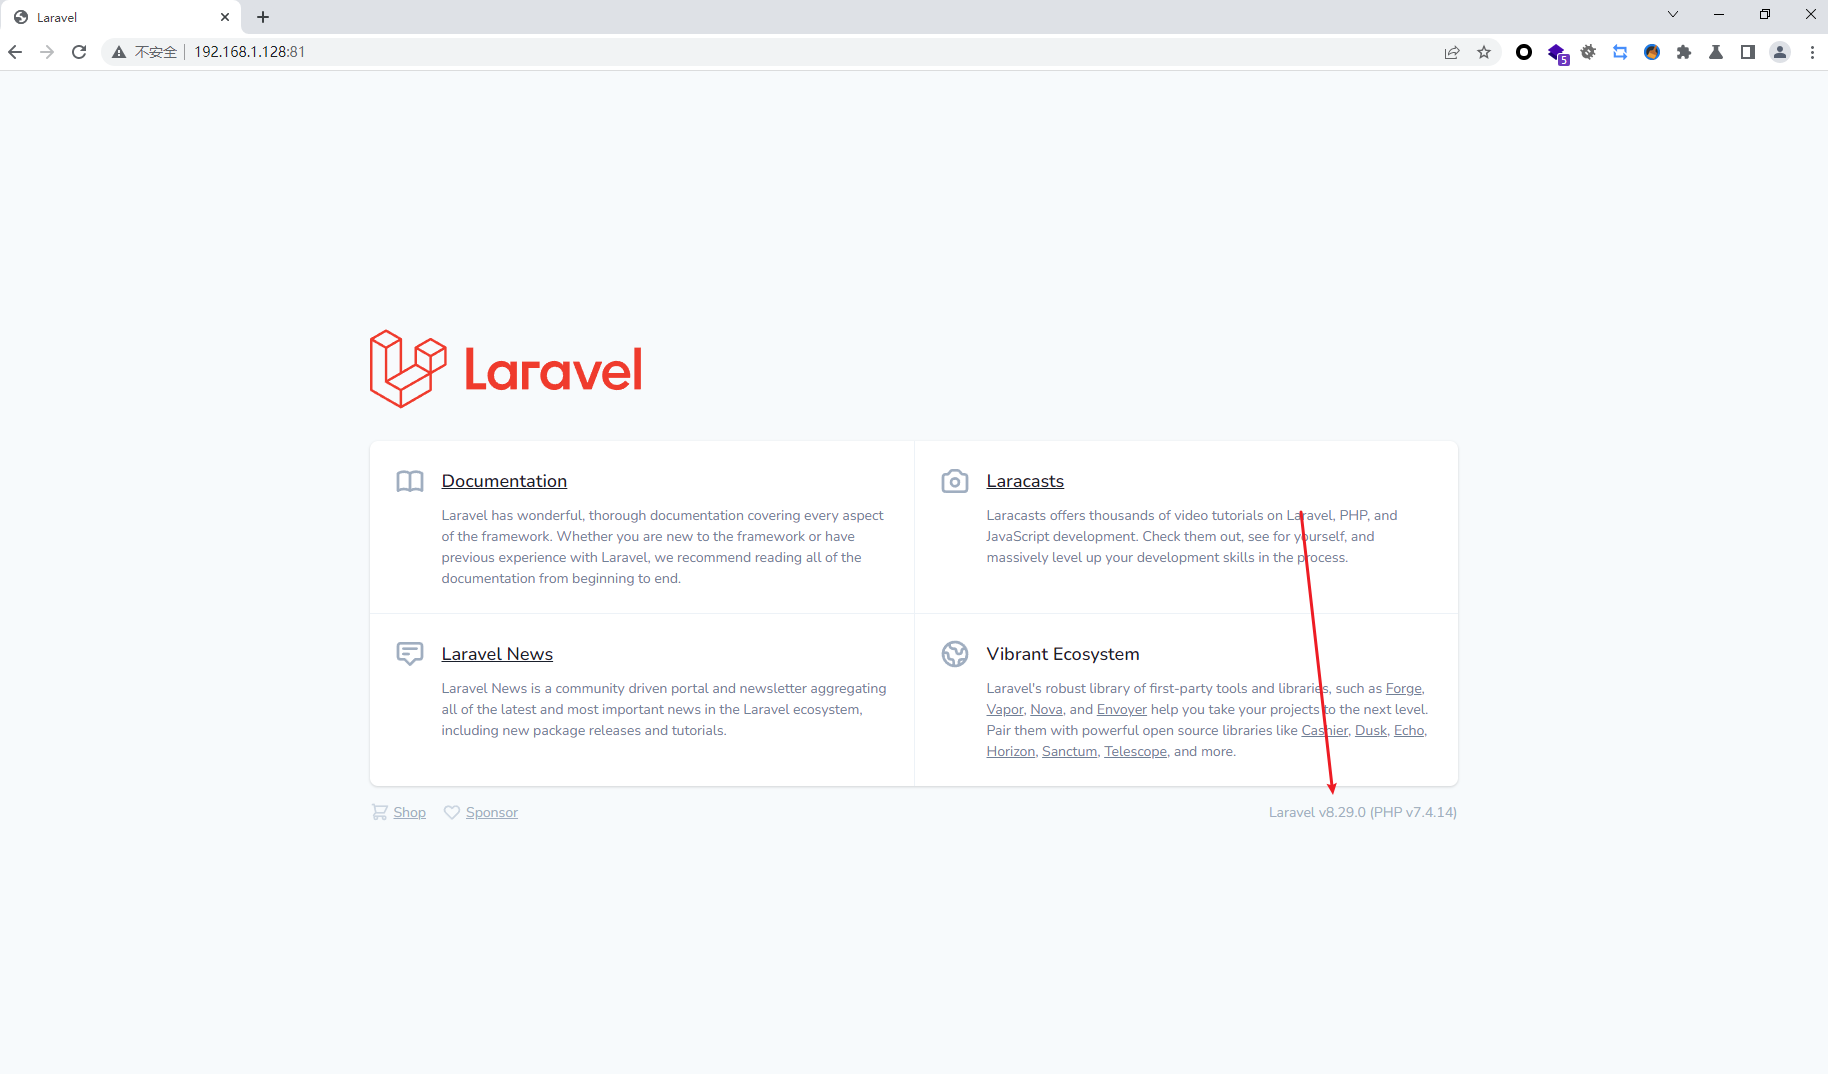 Laravel
不安全 192.168.1.128:81
5
Laravel
Documentation
Laravel has wonderful, thorough documentation covering every aspect
of the framework. Whether you are new to the framework or have
previous experience with Laravel, we recommend reading all of the
documentation from beginning to end.
Laracasts
Laracasts offers thousands of video tutorials on Laravel, PHP, and
JavaScript development. Check them out, see for yourself, and
massively level up your development skills in the process.
Laravel News
Laravel News is a community driven portal and newsletter aggregating
all of the latest and most important news in the Laravel ecosystem,
including new package releases and tutorials.
Vibrant Ecosystem
Laravel's robust library of first-party tools and libraries, such as Forge,
Vapor, Nova, and Envoyer help you take your projects to the next level.
Pair them with powerful open source libraries like Cashier, Dusk, Echo,
Horizon, Sanctum, Telescope, and more.
Shop Sponsor
Laravel v8.29.0 (PHP v7.4.14)